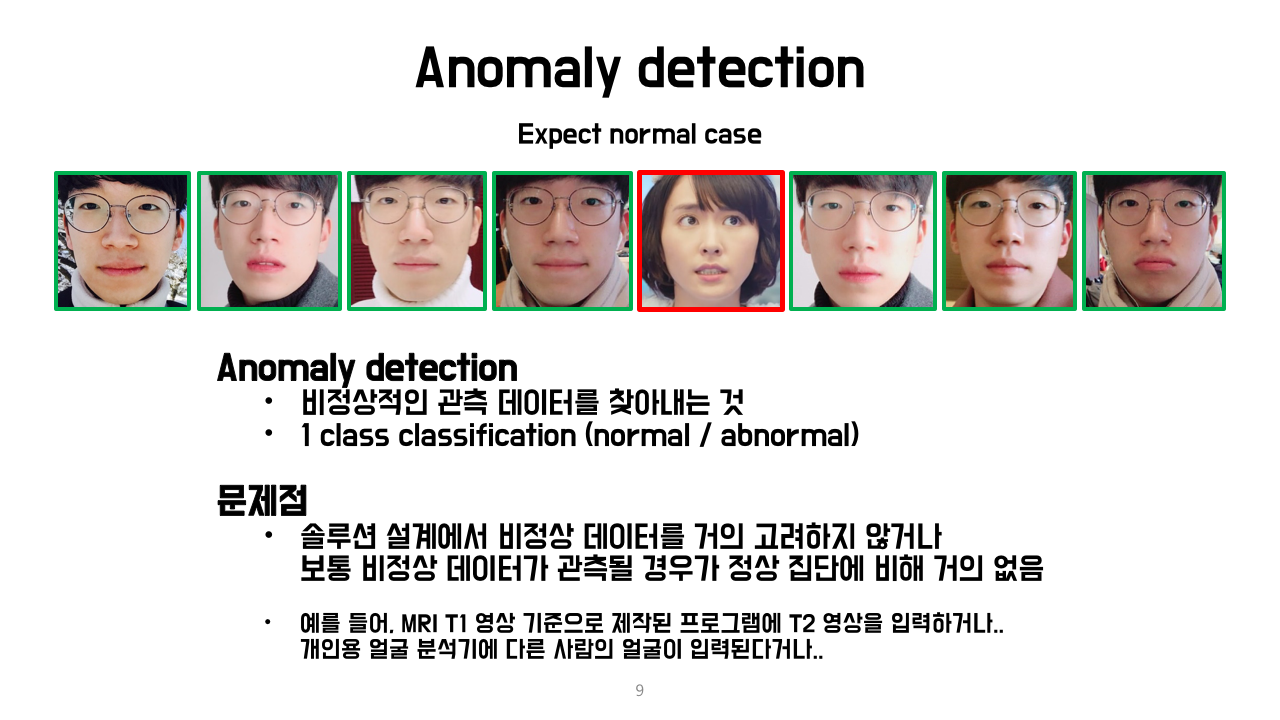 Anomaly detection
Expect normal case
Anomaly detection
• 비정상적인 관측 데이터를 찾아내는 것
• 1 class classification (normal / abnormal)
문제점
• 솔루션 설계에서 비정상 데이터를 거의 고려하지 않거나
보통 비정상 데이터가 관측될 경우가 정상 집단에 비해 거의 없음
• 예를 들어, MRI T1 영상 기준으로 제작된 프로그램에 T2 영상을 입력하거나..
개인용 얼굴 분석기에 다른 사람의 얼굴이 입력된다거나..
9